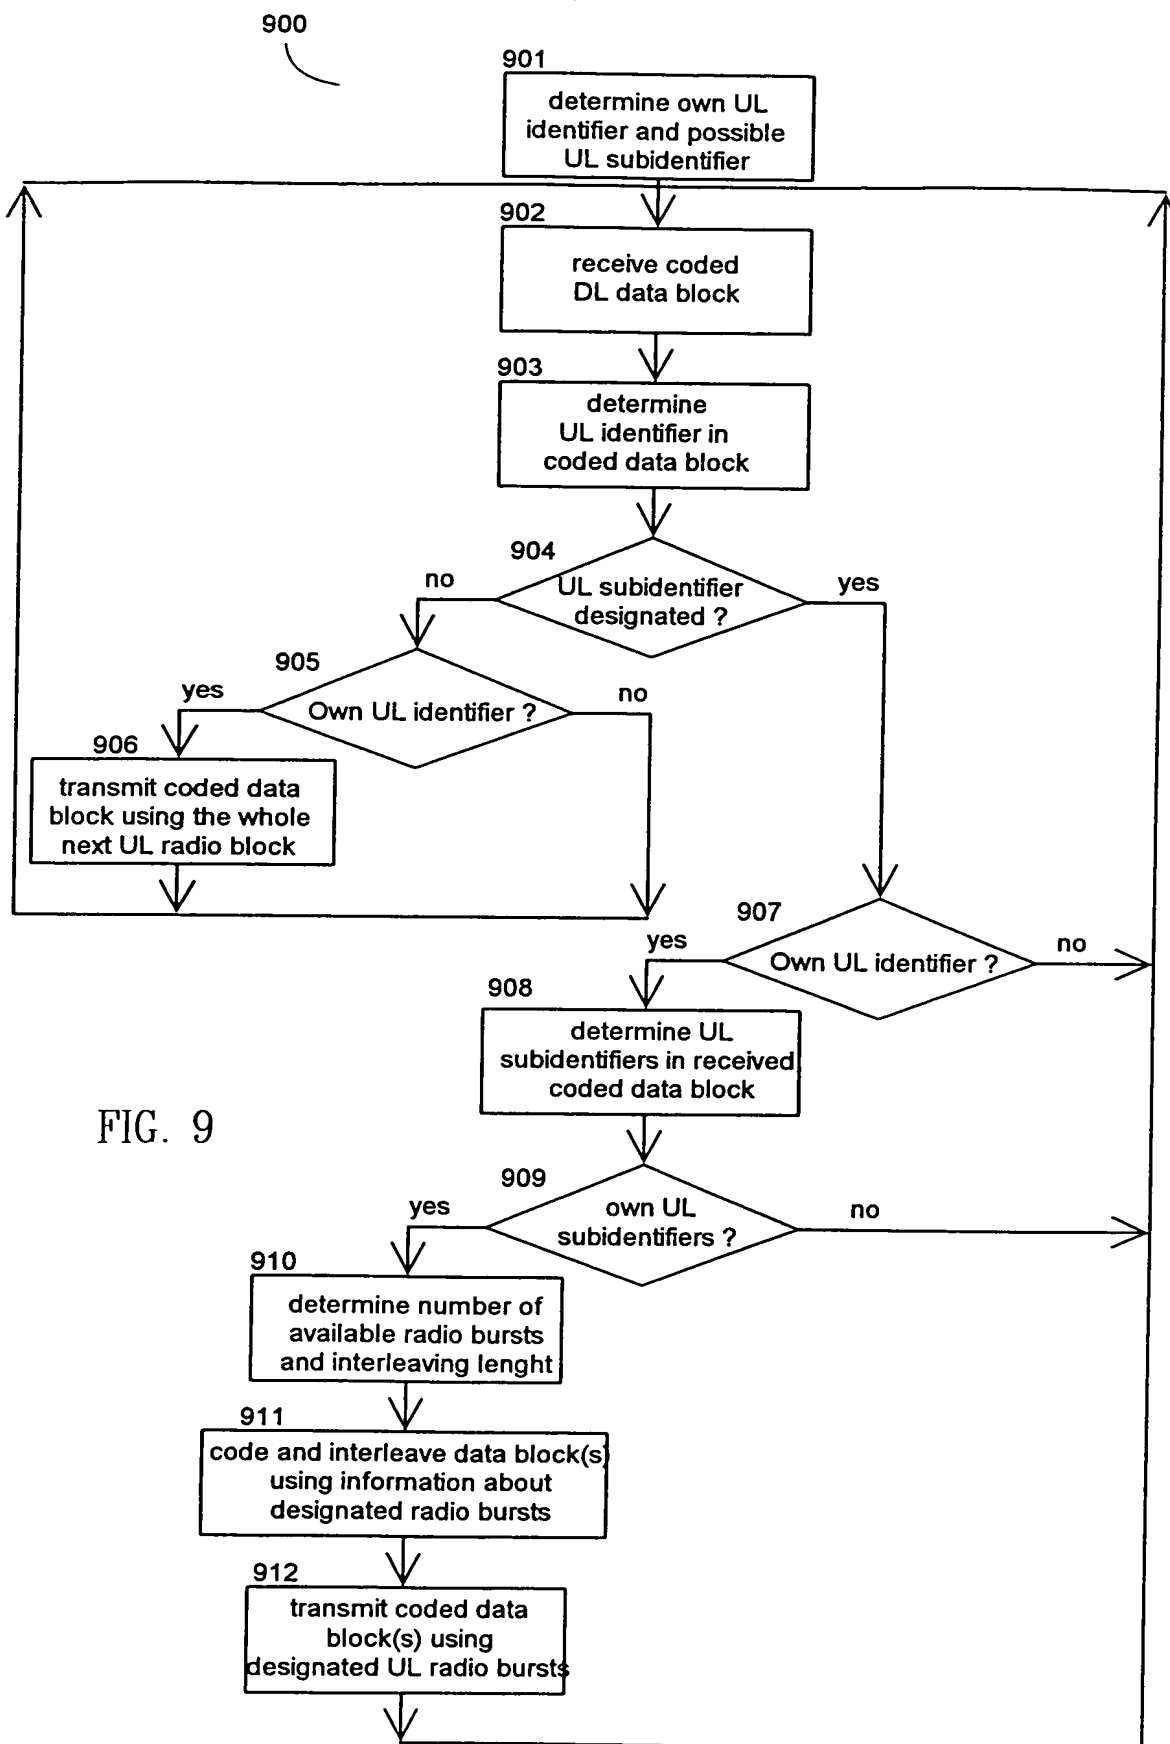 900
901
determine own UL
identifier and possible
UL subidentifier
902
receive coded
DL data block
903
determine
UL identifier in
coded data block
904
UL subidentifier
designated ?
no
yes
905
Own UL identifier ?
yes
no
906
transmit coded data
block using the whole
next UL radio block
907
Own UL identifier ?
yes
no
908
determine UL
subidentifiers in received
coded data block
FIG. 9
909
own UL
subidentifiers ?
yes
no
910
determine number of
available radio bursts
and interleaving lenght
911
code and interleave data block(s)
using information about
designated radio bursts
912
transmit coded data
block(s) using
designated UL radio bursts